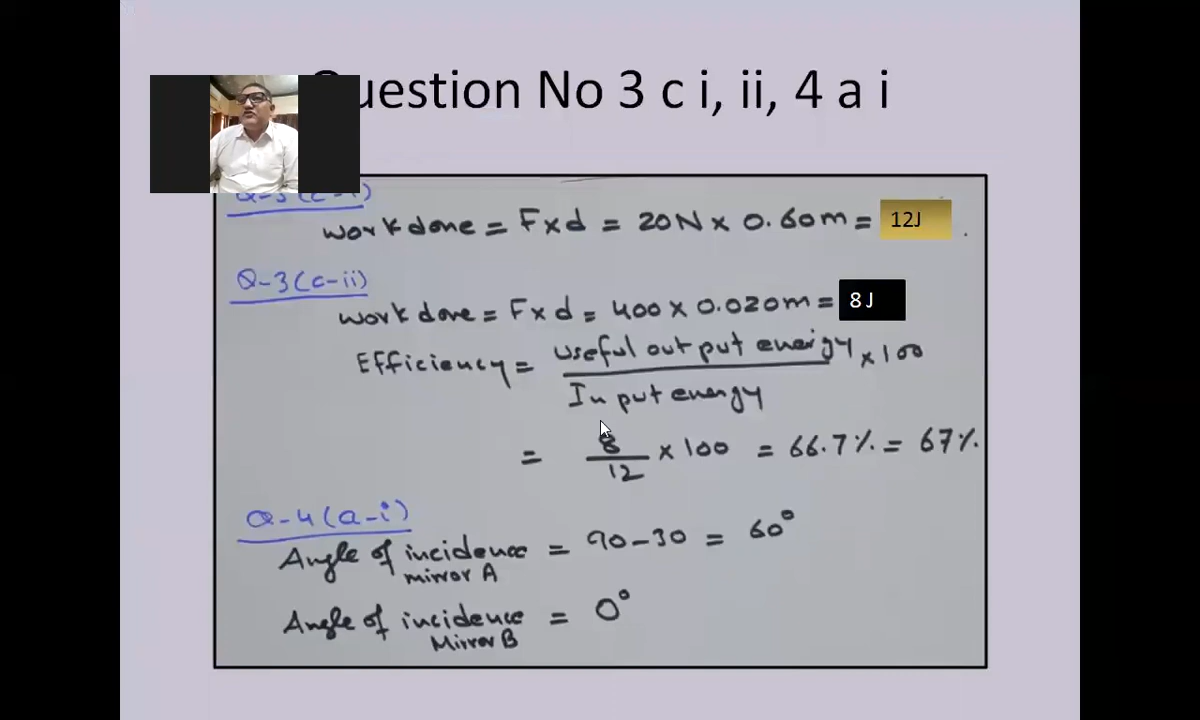 Question No 3 c i, ii, 4 a i
Q-3(c-i)
work done = F x d = 20N x 0.60m = 12J .
Q-3(c-ii)
work done = F x d = 400 x 0.020m = 8 J
Efficiency = Useful out put energy x 100
In put energy
= 8 x 100 = 66.7% = 67%.
12
Q-4(a-i)
Angle of incidence = 90-30 = 60°
mirror A
Angle of incidence = 0°
Mirror B